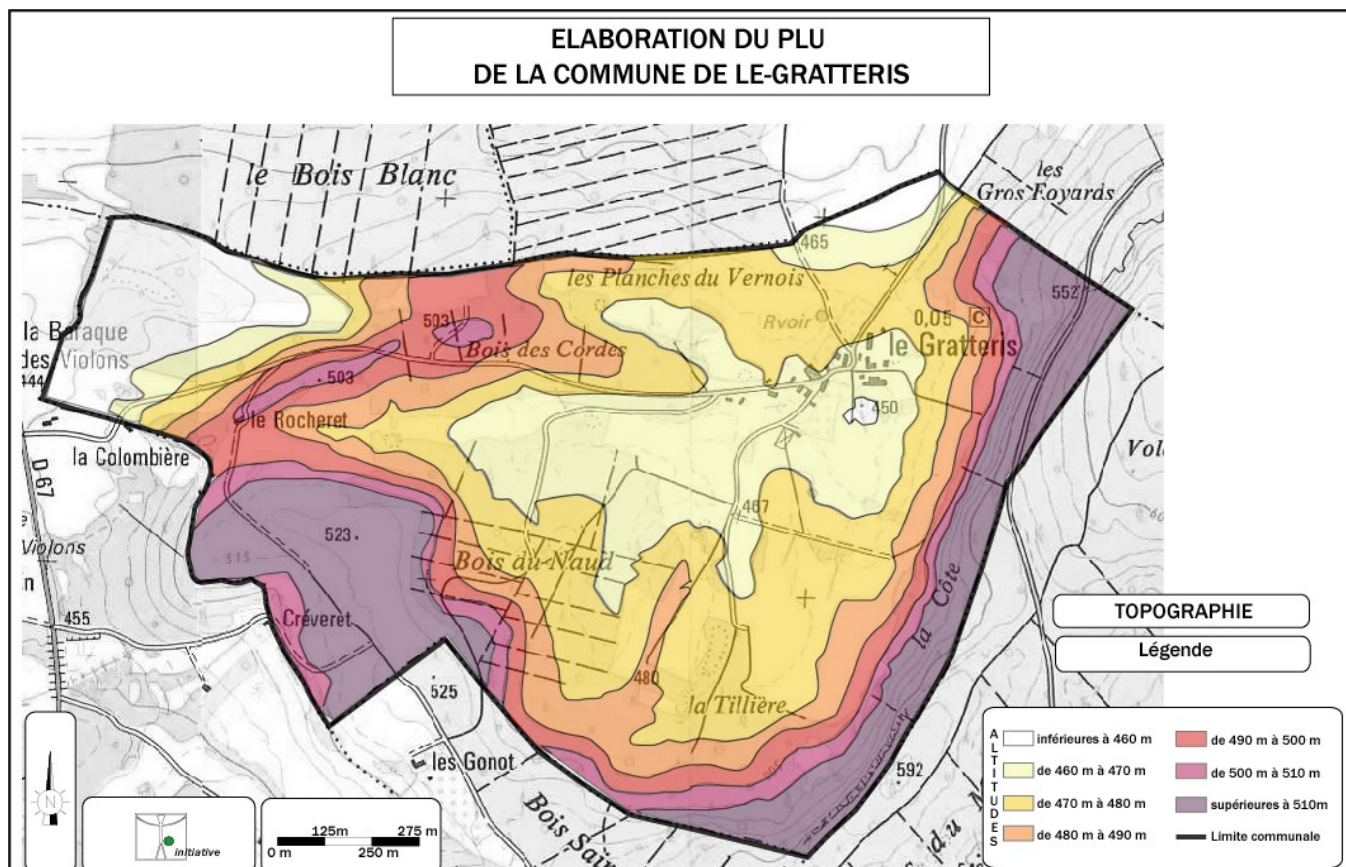 ELABORATION DU PLU
DE LA COMMUNE DE LE-GRATTERIS
le Bois Blanc
les
Gros Foyards
465
les Planches du Vernois
552
la Baraque
des Violons
444
503
Bois des Cordes
Rvoir
0,05
C
le Gratteris
503
le Rocheret
450
la Colombière
D 67
Violons
467
523
515
Bois du Naud
la Côte
Créveret
455
480
525
la Tillière
les Gonot
592
Bois
TOPOGRAPHIE
Légende
ALTITUDES
inférieures à 460 m
de 460 m à 470 m
de 470 m à 480 m
de 480 m à 490 m
de 490 m à 500 m
de 500 m à 510 m
supérieures à 510m
Limite communale
N
initiative
125m 275 m
0 m 250 m